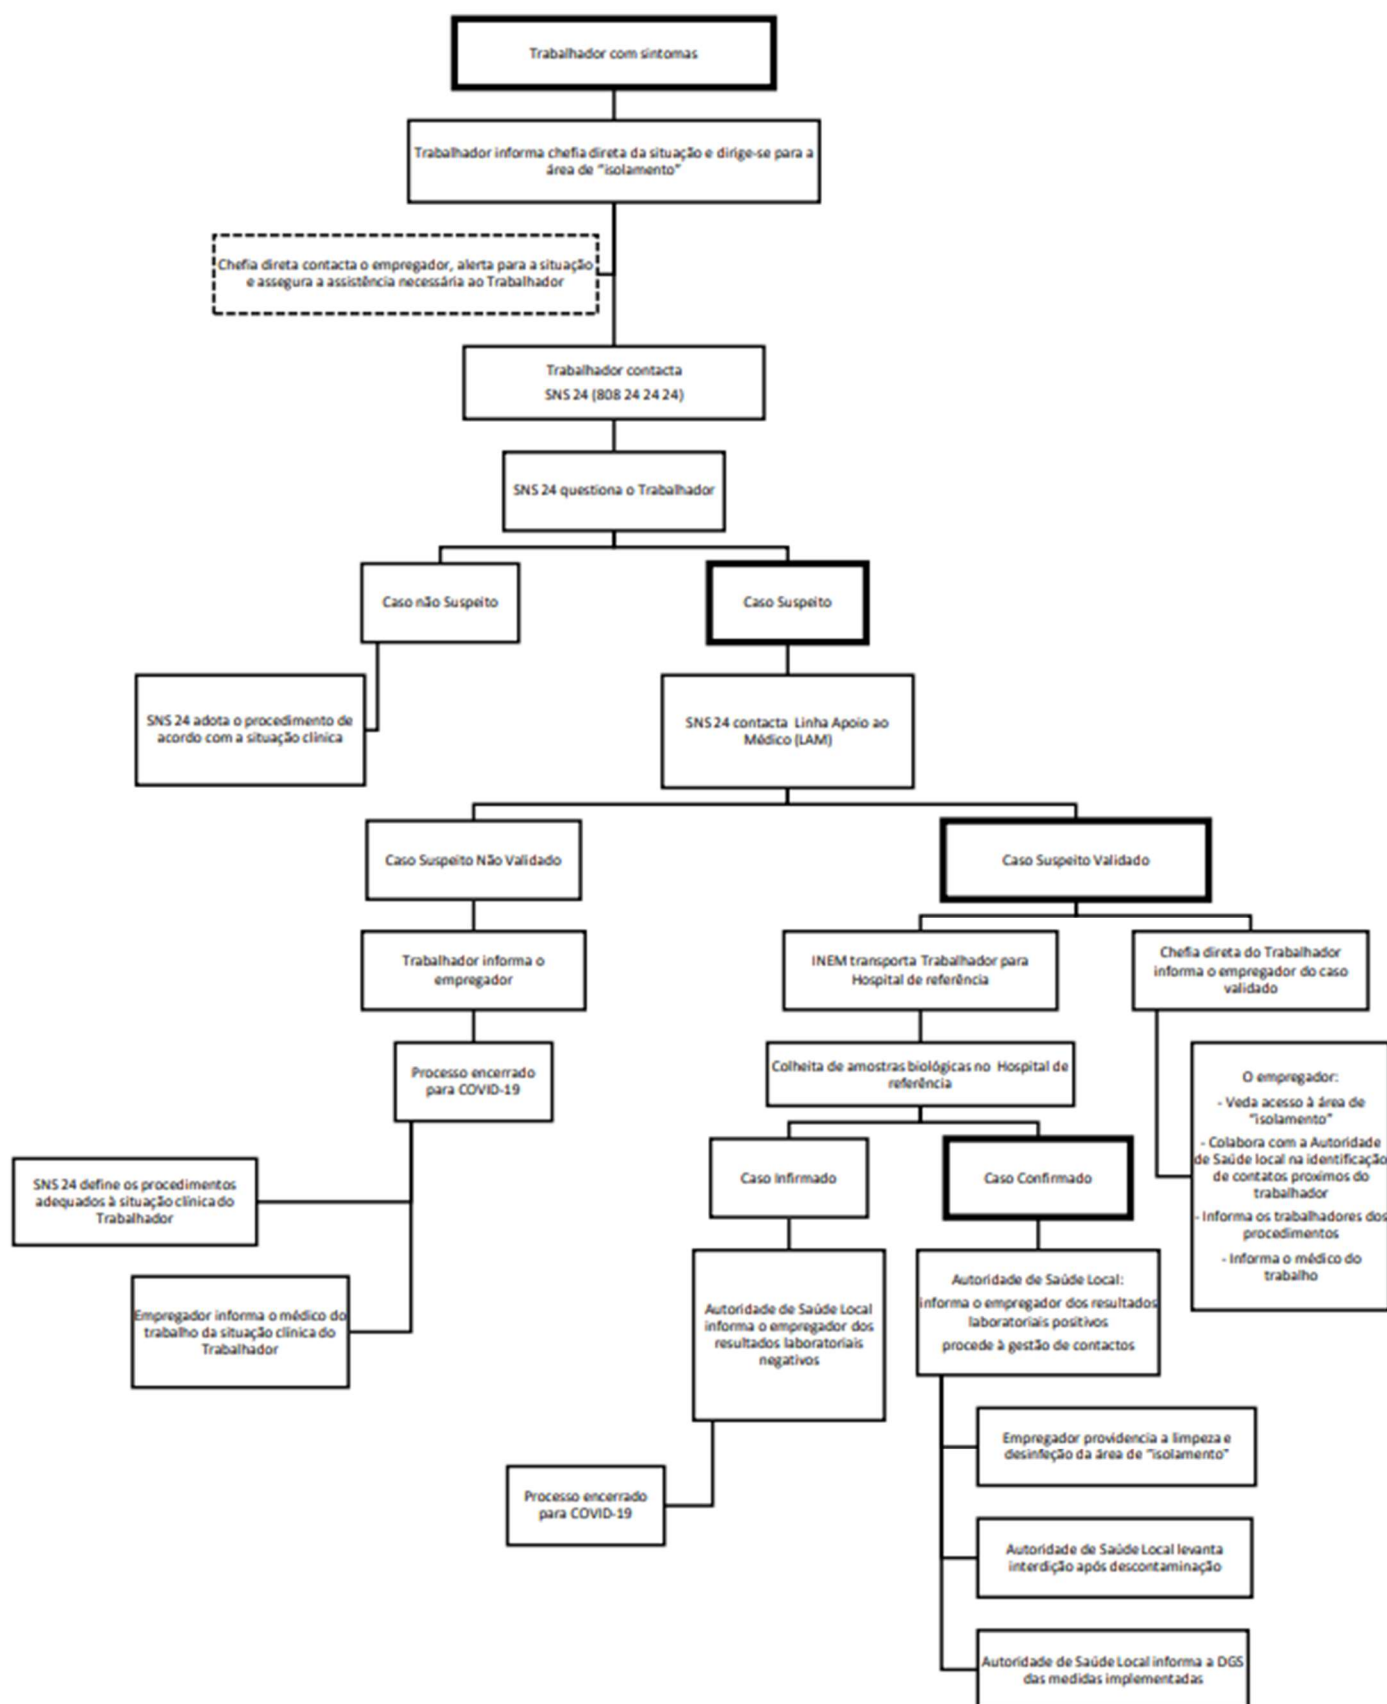 Trabalhador com sintomas
Trabalhador informa chefia direta da situação e dirige-se para a
área de "isolamento"
Chefia direta contacta o empregador, alerta para a situação
e assegura a assistência necessária ao Trabalhador
Trabalhador contacta
SNS 24 (808 24 24 24)
SNS 24 questiona o Trabalhador
Caso não Suspeito
Caso Suspeito
SNS 24 adota o procedimento de
acordo com a situação clínica
SNS 24 contacta Linha Apoio ao
Médico (LAM)
Caso Suspeito Não Validado
Caso Suspeito Validado
Trabalhador informa o
empregador
INEM transporta Trabalhador para
Hospital de referência
Chefia direta do Trabalhador
informa o empregador do caso
validado
Processo encerrado
para COVID-19
Colheita de amostras biológicas no Hospital de
referência
O empregador:
- Veda acesso à área de
"isolamento"
- Colabora com a Autoridade
de Saúde local na identificação
de contatos proximos do
trabalhador
- Informa os trabalhadores dos
procedimentos
- Informa o médico do
trabalho
SNS 24 define os procedimentos
adequados à situação clínica do
Trabalhador
Caso Infirmado
Caso Confirmado
Empregador informa o médico do
trabalho da situação clínica do
Trabalhador
Autoridade de Saúde Local
informa o empregador dos
resultados laboratoriais
negativos
Autoridade de Saúde Local:
informa o empregador dos resultados
laboratoriais positivos
procede à gestão de contactos
Processo encerrado
para COVID-19
Empregador providencia a limpeza e
desinfeção da área de "isolamento"
Autoridade de Saúde Local levanta
interdição após descontaminação
Autoridade de Saúde Local informa a DGS
das medidas implementadas